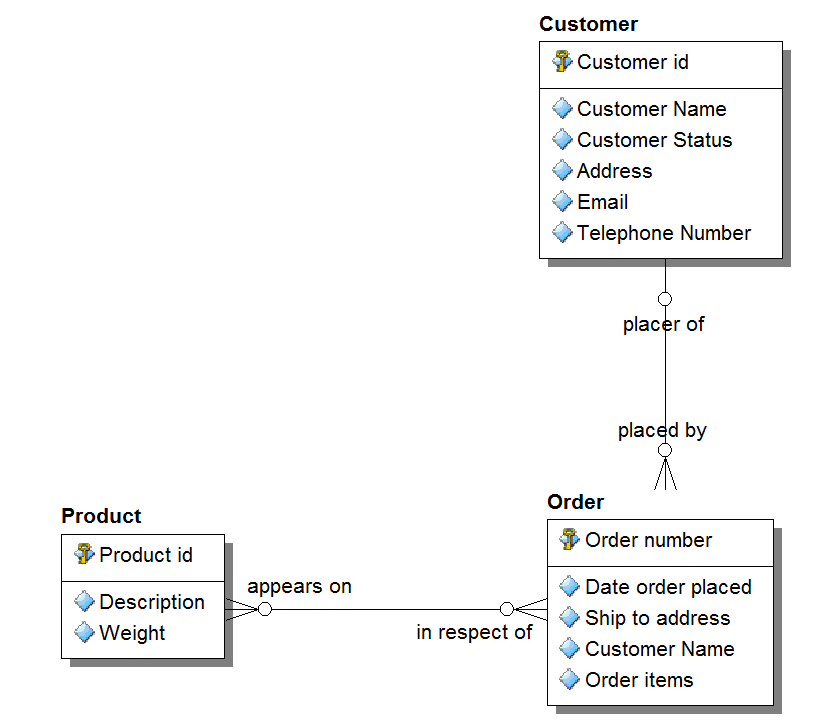 Customer
Customer id
Customer Name
Customer Status
Address
Email
Telephone Number
placer of
placed by
Order
Order number
Date order placed
Ship to address
Customer Name
Order items
Product
Product id
Description
Weight
appears on
in respect of